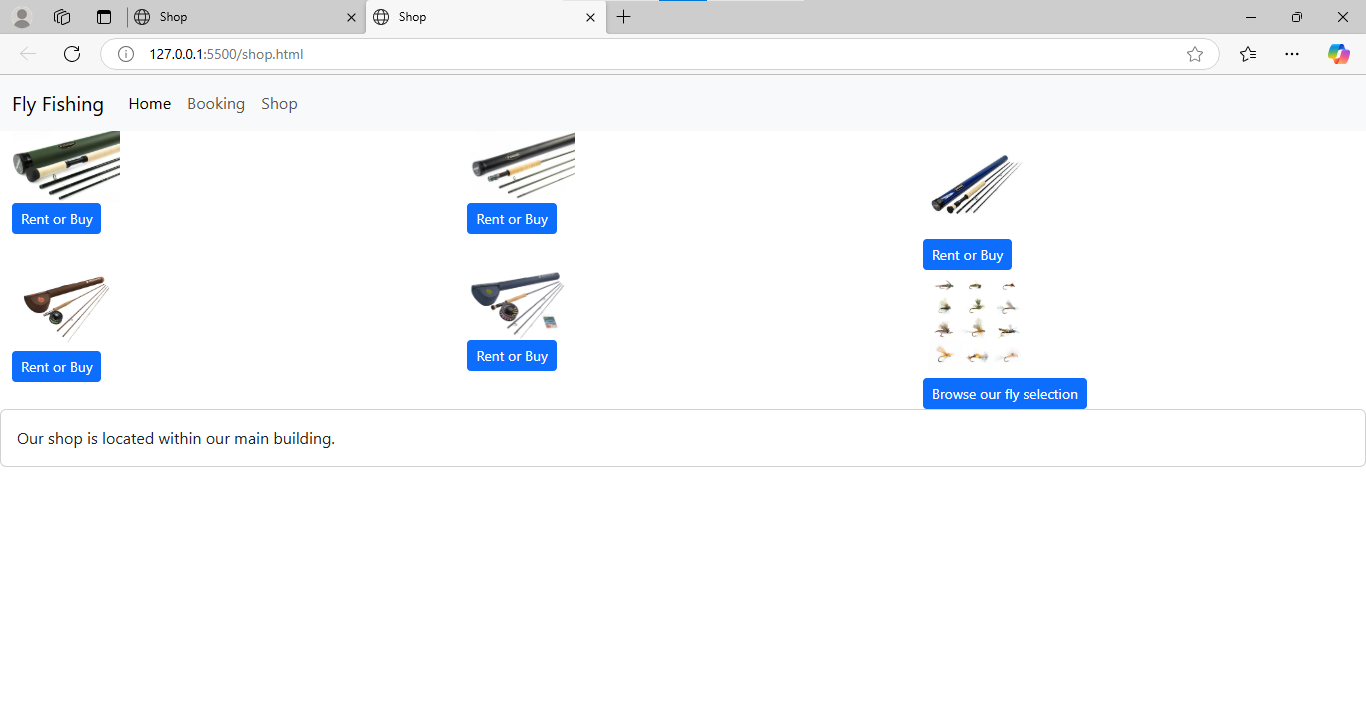 Shop
Shop
127.0.0.1:5500/shop.html
Fly Fishing Home Booking Shop
Rent or Buy
Rent or Buy
Rent or Buy
Rent or Buy
Rent or Buy
Browse our fly selection
Our shop is located within our main building.